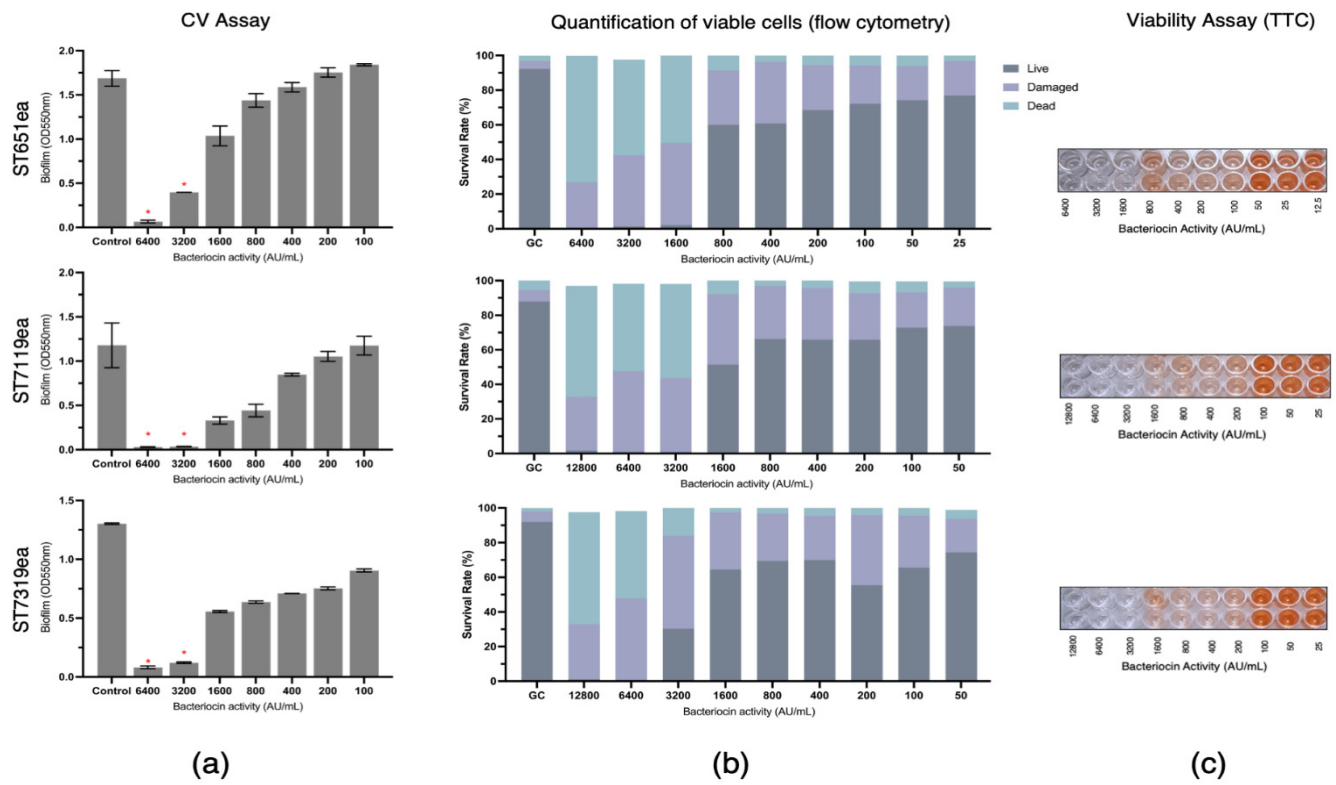 CV Assay
Quantification of viable cells (flow cytometry)
Viability Assay (TTC)
ST651ea
Biofilm (OD550nm)
2.0
1.5
1.0
0.5
0.0
Control 6400 3200 1600 800 400 200 100
Bacteriocin activity (AU/mL)
* *
Survival Rate (%)
100
80
60
40
20
0
GC 6400 3200 1600 800 400 200 100 50 25
Bacteriocin activity (AU/mL)
Live
Damaged
Dead
6400 3200 1600 800 400 200 100 50 25 12.5
Bacteriocin Activity (AU/mL)
ST7119ea
Biofilm (OD550nm)
2.0
1.5
1.0
0.5
0.0
Control 6400 3200 1600 800 400 200 100
Bacteriocin activity (AU/mL)
* *
Survival Rate (%)
100
80
60
40
20
0
GC 12800 6400 3200 1600 800 400 200 100 50
Bacteriocin activity (AU/mL)
12800 6400 3200 1600 800 400 200 100 50 25
Bacteriocin Activity (AU/mL)
ST7319ea
Biofilm (OD550nm)
1.5
1.0
0.5
0.0
Control 6400 3200 1600 800 400 200 100
Bacteriocin activity (AU/mL)
* *
Survival Rate (%)
100
80
60
40
20
0
GC 12800 6400 3200 1600 800 400 200 100 50
Bacteriocin activity (AU/mL)
12800 6400 3200 1600 800 400 200 100 50 25
Bacteriocin Activity (AU/mL)
(a)
(b)
(c)